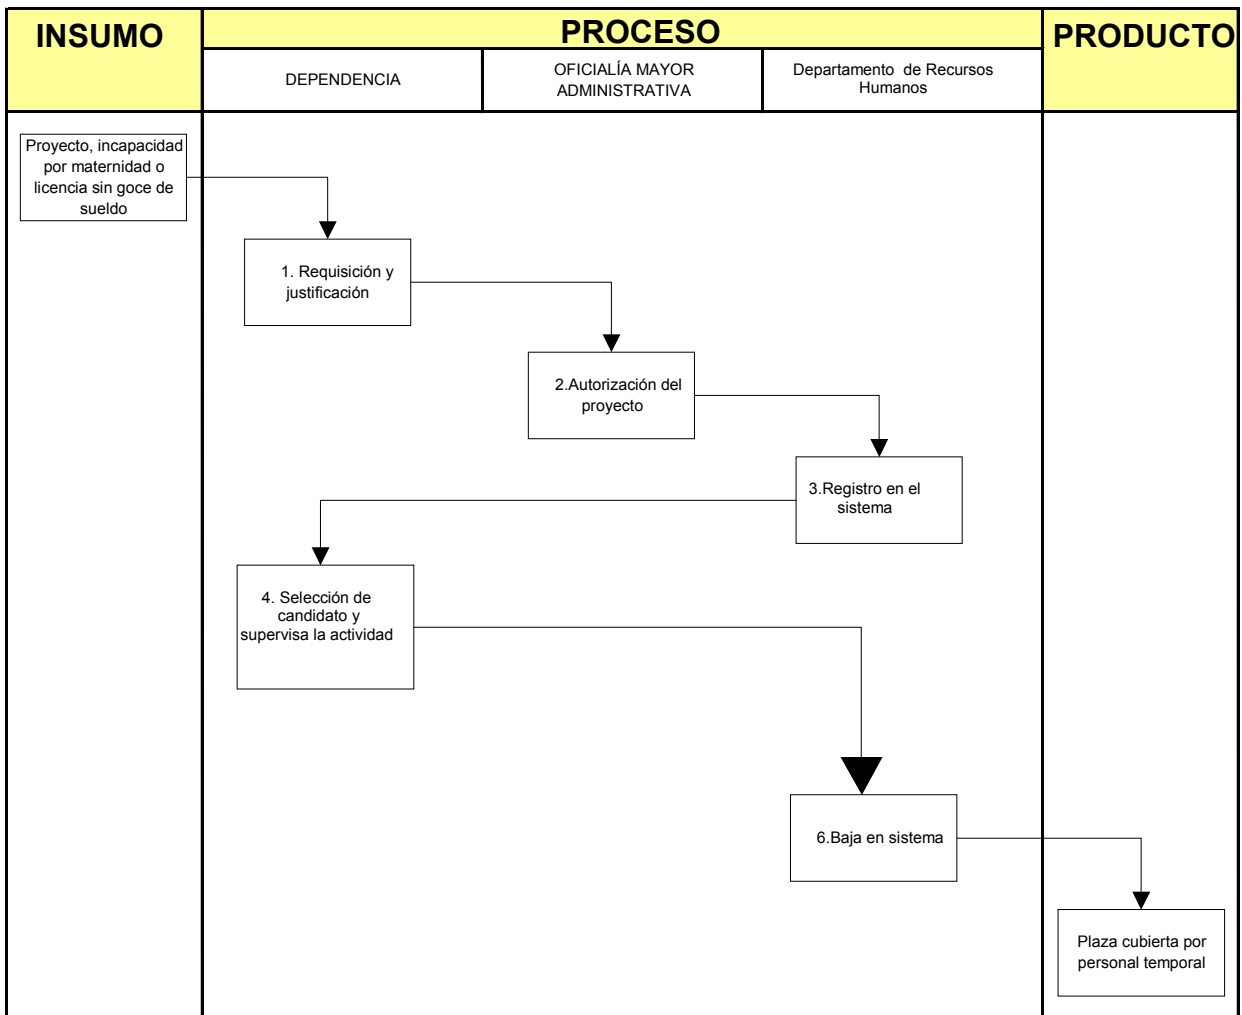 INSUMO
PROCESO
PRODUCTO
DEPENDENCIA
OFICIALÍA MAYOR
ADMINISTRATIVA
Departamento de Recursos
Humanos
Proyecto, incapacidad
por maternidad o
licencia sin goce de
sueldo
1. Requisición y
justificación
2.Autorización del
proyecto
3.Registro en el
sistema
4. Selección de
candidato y
supervisa la actividad
6.Baja en sistema
Plaza cubierta por
personal temporal